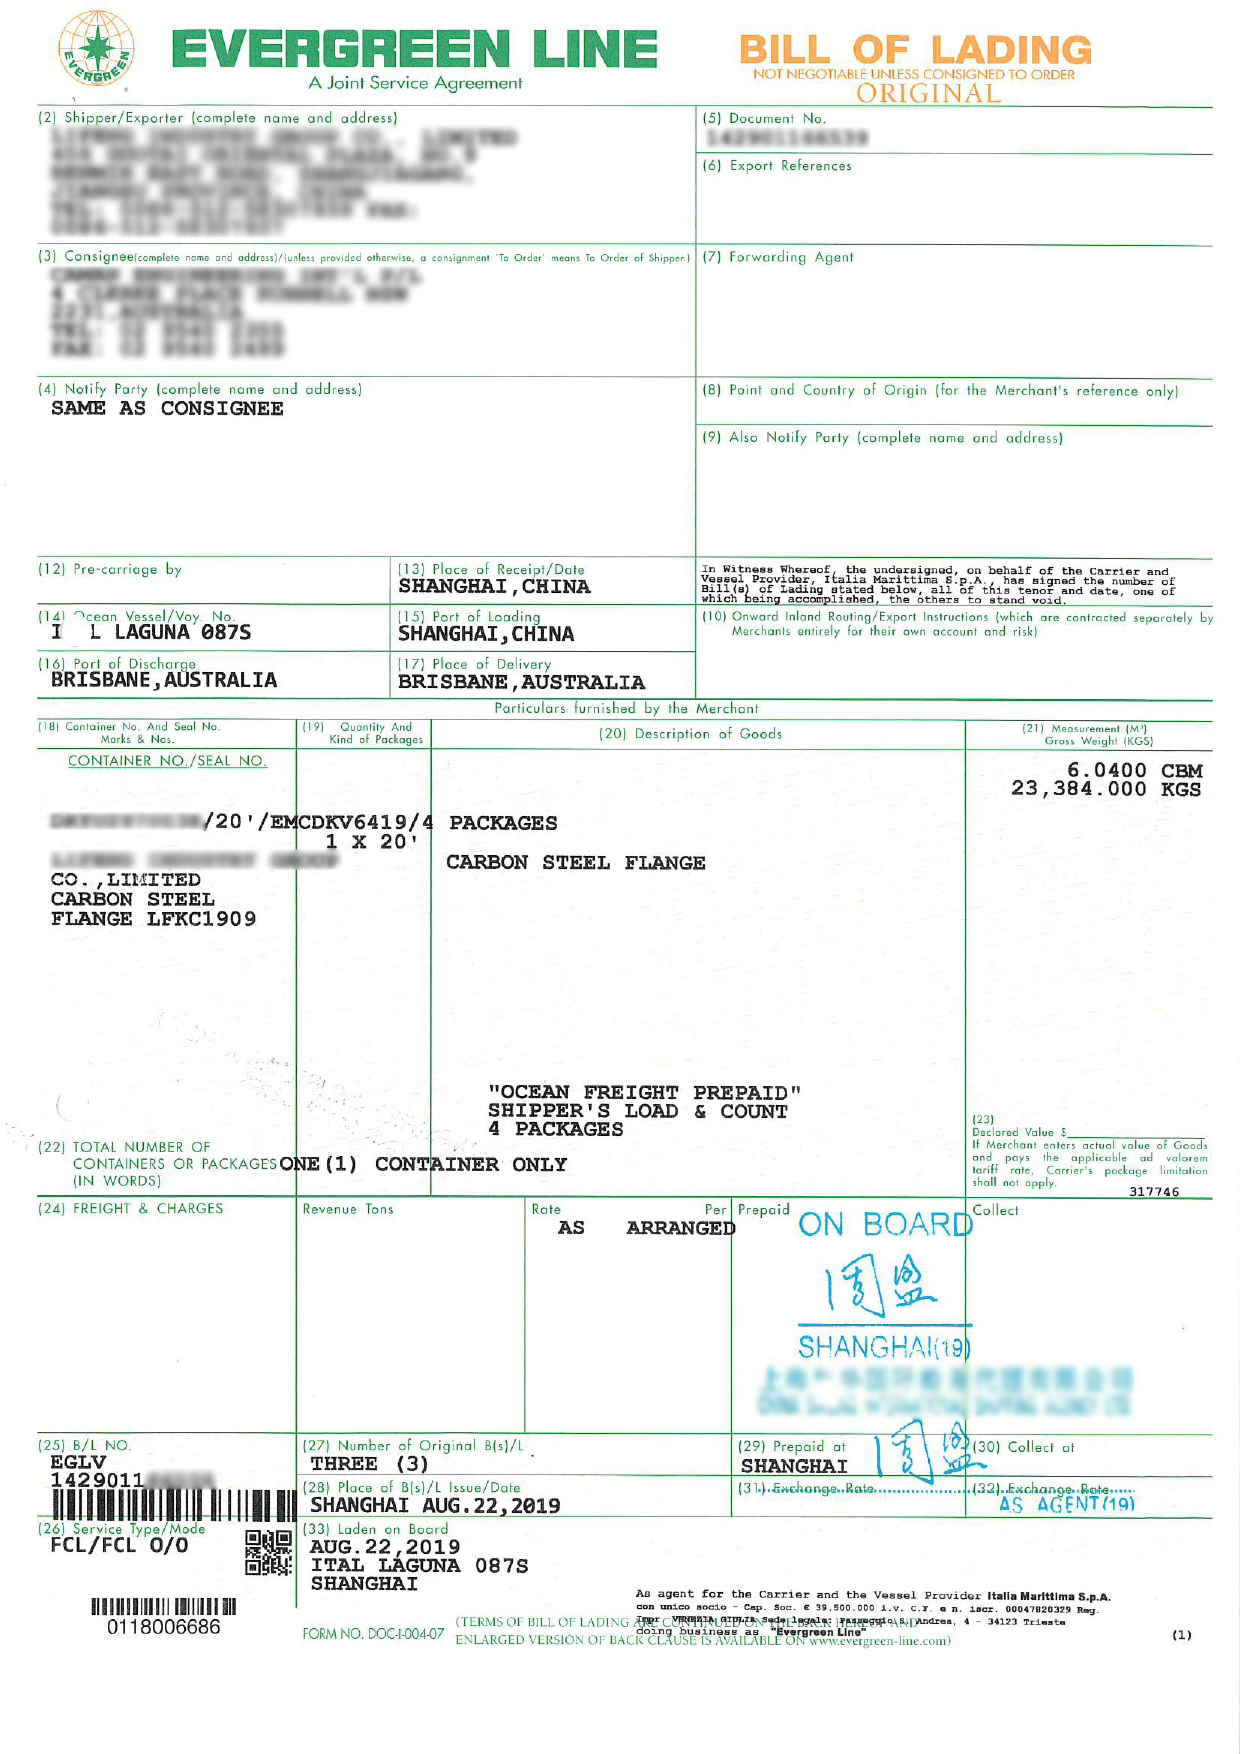 EVERGREEN
EVERGREEN LINE
A Joint Service Agreement
BILL OF LADING
NOT NEGOTIABLE UNLESS CONSIGNED TO ORDER
ORIGINAL
(2) Shipper/Exporter (complete name and address)
(5) Document No.
(6) Export References
(3) Consignee(complete name and address)/(unless provided otherwise, a consignment 'To Order' means To Order of Shipper.)
(7) Forwarding Agent
(4) Notify Party (complete name and address)
SAME AS CONSIGNEE
(8) Point and Country of Origin (for the Merchant's reference only)
(9) Also Notify Party (complete name and address)
(12) Pre-carriage by
(13) Place of Receipt/Date
SHANGHAI,CHINA
In Witness Whereof, the undersigned, on behalf of the Carrier and
Vessel Provider, Italia Marittima S.p.A., has signed the number of
Bill(s) of Lading stated below, all of this tenor and date, one of
which being accomplished, the others to stand void.
(14) Ocean Vessel/Voy. No.
I L LAGUNA 087S
(15) Port of Loading
SHANGHAI,CHINA
(10) Onward Inland Routing/Export Instructions (which are contracted separately by
Merchants entirely for their own account and risk)
(16) Port of Discharge
BRISBANE,AUSTRALIA
(17) Place of Delivery
BRISBANE,AUSTRALIA
Particulars furnished by the Merchant
(18) Container No. And Seal No.
Marks & Nos.
(19) Quantity And
Kind of Packages
(20) Description of Goods
(21) Measurement (M³)
Gross Weight (KGS)
CONTAINER NO./SEAL NO.
6.0400 CBM
23,384.000 KGS
/20'/EMCDKV6419/4 PACKAGES
1 X 20'
CARBON STEEL FLANGE
CO.,LIMITED
CARBON STEEL
FLANGE LFKC1909
"OCEAN FREIGHT PREPAID"
SHIPPER'S LOAD & COUNT
4 PACKAGES
(22) TOTAL NUMBER OF
CONTAINERS OR PACKAGES
(IN WORDS)
ONE(1) CONTAINER ONLY
(23)
Declared Value $
If Merchant enters actual value of Goods
and pays the applicable ad valorem
tariff rate, Carrier's package limitation
shall not apply.
317746
(24) FREIGHT & CHARGES
Revenue Tons
Rate
Per
Prepaid
Collect
AS ARRANGED
ON BOARD
周盈
SHANGHAI(19)
(25) B/L NO.
EGLV
1429011
(27) Number of Original B(s)/L
THREE (3)
(29) Prepaid at
SHANGHAI
周盈
(30) Collect at
(28) Place of B(s)/L Issue/Date
SHANGHAI AUG.22,2019
(31) Exchange Rate
(32) Exchange Rate
AS AGENT(19)
(26) Service Type/Mode
FCL/FCL O/O
(33) Laden on Board
AUG.22,2019
ITAL LAGUNA 087S
SHANGHAI
As agent for the Carrier and the Vessel Provider Italia Marittima S.p.A.
con unico socio - Cap. Soc. € 39.500.000 i.v. C.F. e n. iscr. 00047820329 Reg.
Impr VENEZIA GIULIA Sede legale: Passeggio S. Andrea, 4 - 34123 Trieste
doing business as "Evergreen Line"
0118006686
FORM NO. DOC-I-004-07
(TERMS OF BILL OF LADING ARE CONTINUED ON THE BACK HEREOF AND
ENLARGED VERSION OF BACK CLAUSE IS AVAILABLE ON www.evergreen-line.com)
(1)